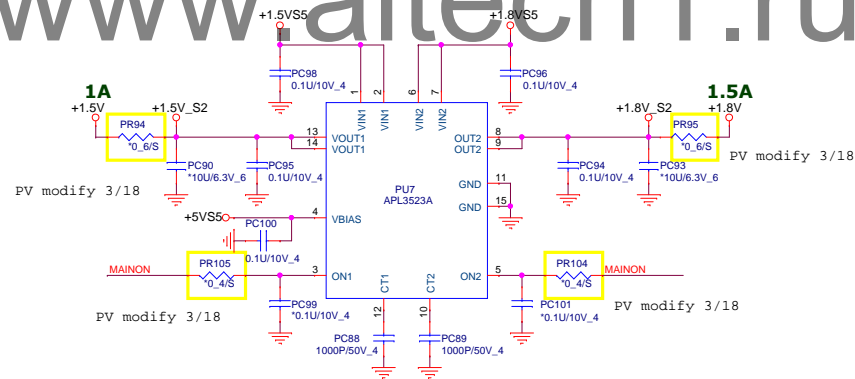 www.aitech1.ru
+1.5VS5
+1.8VS5
PC98
0.1U/10V_4
PC96
0.1U/10V_4
1
2
6
7
VIN1
VIN1
VIN2
VIN2
1A
+1.5V
+1.5V_S2
PR94
*0_6/S
1.5A
+1.8V_S2
+1.8V
PR95
*0_6/S
13
VOUT1
14
VOUT1
8
OUT2
9
OUT2
PC90
*10U/6.3V_6
PC95
0.1U/10V_4
PC94
0.1U/10V_4
PC93
*10U/6.3V_6
PV modify 3/18
PV modify 3/18
PU7
APL3523A
11
GND
15
GND
+5VS5
4
VBIAS
PC100
0.1U/10V_4
MAINON
PR105
*0_4/S
3
ON1
5
ON2
PR104
*0_4/S
MAINON
CT1
CT2
12
10
PC99
*0.1U/10V_4
PC101
*0.1U/10V_4
PV modify 3/18
PV modify 3/18
PC88
1000P/50V_4
PC89
1000P/50V_4